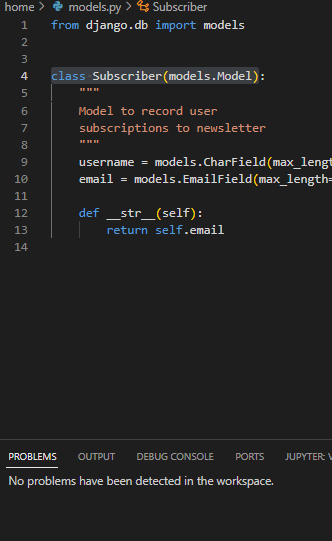 home > models.py > Subscriber
1 from django.db import models
2
3
4 class Subscriber(models.Model):
5 """
6 Model to record user
7 subscriptions to newsletter
8 """
9 username = models.CharField(max_lengt
10 email = models.EmailField(max_length=
11
12 def __str__(self):
13 return self.email
14
PROBLEMS OUTPUT DEBUG CONSOLE PORTS JUPYTER: V
No problems have been detected in the workspace.